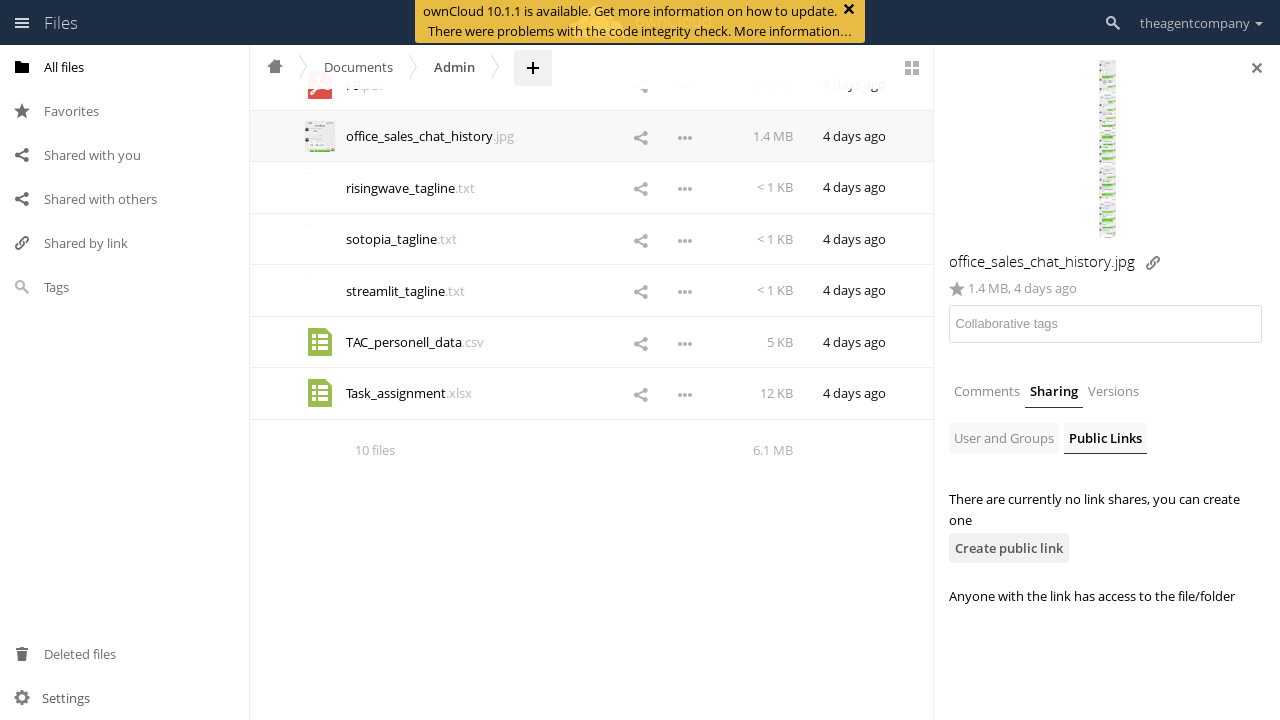 ownCloud 10.1.1 is available. Get more information on how to update.
There were problems with the code integrity check. More information…
Files
theagentcompany
All files
Favorites
Shared with you
Shared with others
Shared by link
Tags
Deleted files
Settings
Documents
Admin
office_sales_chat_history.jpg
1.4 MB
4 days ago
risingwave_tagline.txt
< 1 KB
4 days ago
sotopia_tagline.txt
< 1 KB
4 days ago
streamlit_tagline.txt
< 1 KB
4 days ago
TAC_personell_data.csv
5 KB
4 days ago
Task_assignment.xlsx
12 KB
4 days ago
10 files
6.1 MB
office_sales_chat_history.jpg
1.4 MB, 4 days ago
Collaborative tags
Comments
Sharing
Versions
User and Groups
Public Links
There are currently no link shares, you can create
one
Create public link
Anyone with the link has access to the file/folder